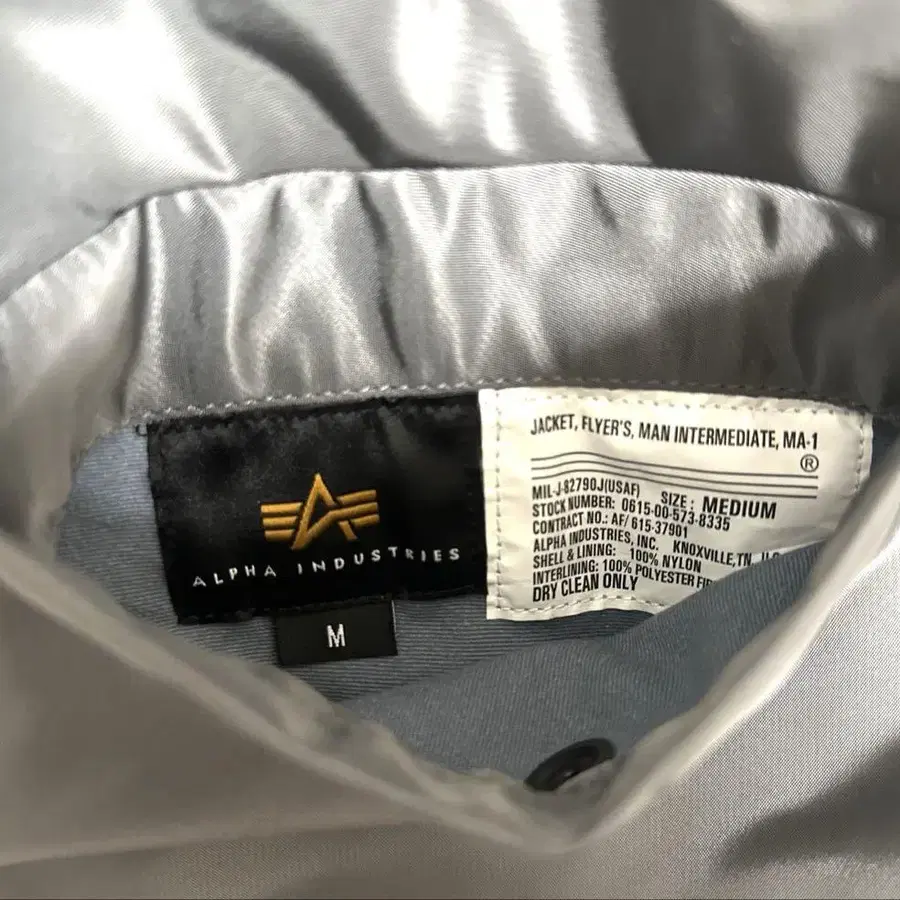 ALPHA INDUSTRIES
M
JACKET, FLYER'S, MAN INTERMEDIATE, MA-1
®
MIL-J-82790J(USAF) SIZE: MEDIUM
STOCK NUMBER: 0615-00-573-8335
CONTRACT NO.: AF/ 615-37901
ALPHA INDUSTRIES, INC. KNOXVILLE, TN,
SHELL & LINING: 100% NYLON
INTERLINING: 100% POLYESTER
DRY CLEAN ONLY